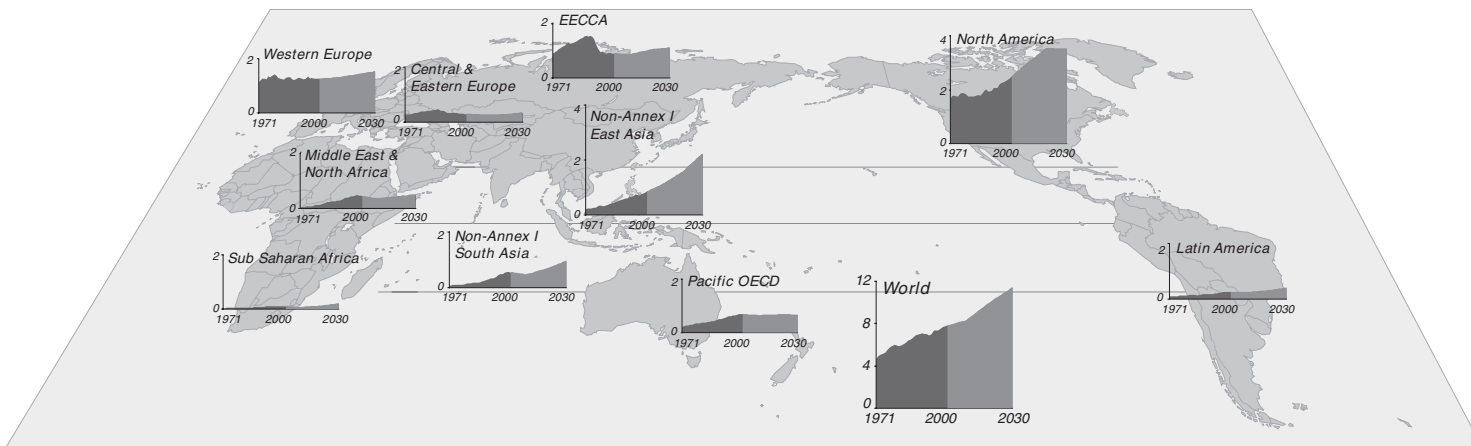 EECCA
2
0
1971 2000 2030
Western Europe
2
0
1971 2000 2030
Central &
Eastern Europe
2
0
1971 2000 2030
North America
4
2
0
1971 2000 2030
Non-Annex I
East Asia
4
2
0
1971 2000 2030
Middle East &
North Africa
2
0
1971 2000 2030
Non-Annex I
South Asia
2
0
1971 2000 2030
Sub Saharan Africa
2
0
1971 2000 2030
Pacific OECD
2
0
1971 2000 2030
World
12
8
4
0
1971 2000 2030
Latin America
2
0
1971 2000 2030